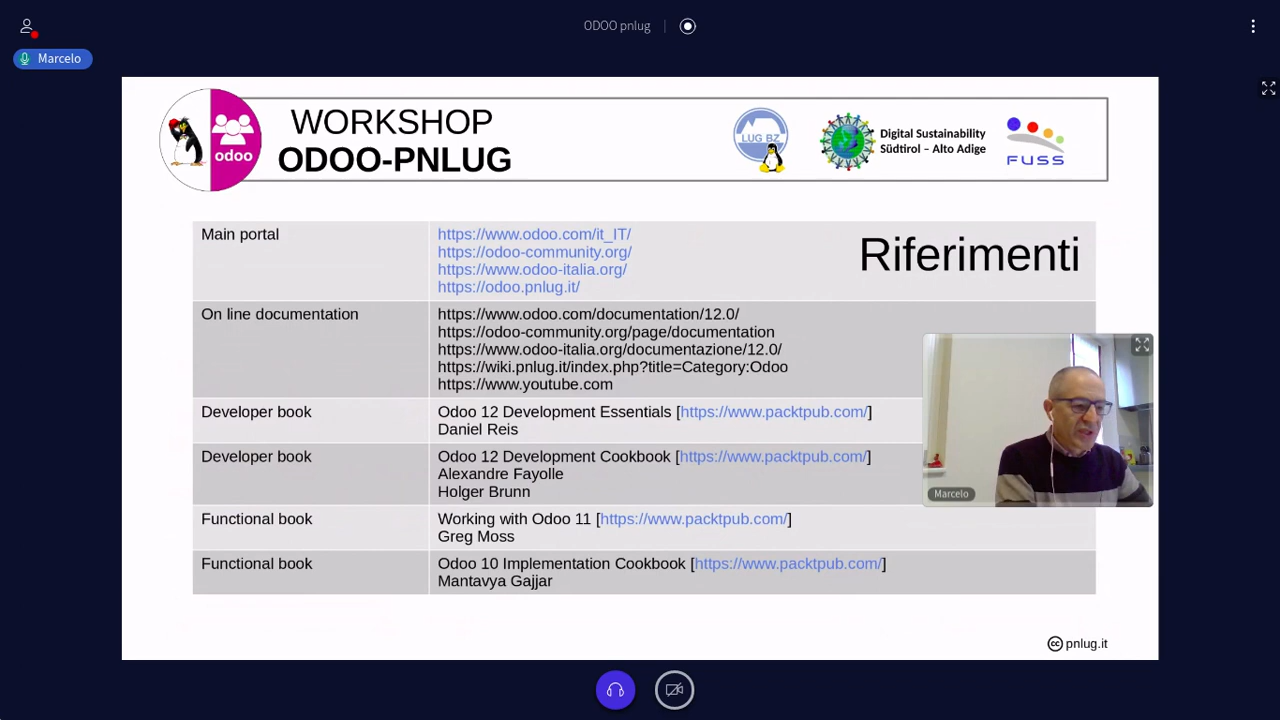 ODOO pnlug
Marcelo
WORKSHOP
ODOO-PNLUG
odoo
LUG BZ
Digital Sustainability
Südtirol – Alto Adige
FUSS
Riferimenti
Main portal
https://www.odoo.com/it_IT/
https://odoo-community.org/
https://www.odoo-italia.org/
https://odoo.pnlug.it/
On line documentation
https://www.odoo.com/documentation/12.0/
https://odoo-community.org/page/documentation
https://www.odoo-italia.org/documentazione/12.0/
https://wiki.pnlug.it/index.php?title=Category:Odoo
https://www.youtube.com
Developer book
Odoo 12 Development Essentials [https://www.packtpub.com/]
Daniel Reis
Developer book
Odoo 12 Development Cookbook [https://www.packtpub.com/]
Alexandre Fayolle
Holger Brunn
Functional book
Working with Odoo 11 [https://www.packtpub.com/]
Greg Moss
Functional book
Odoo 10 Implementation Cookbook [https://www.packtpub.com/]
Mantavya Gajjar
Marcelo
cc pnlug.it